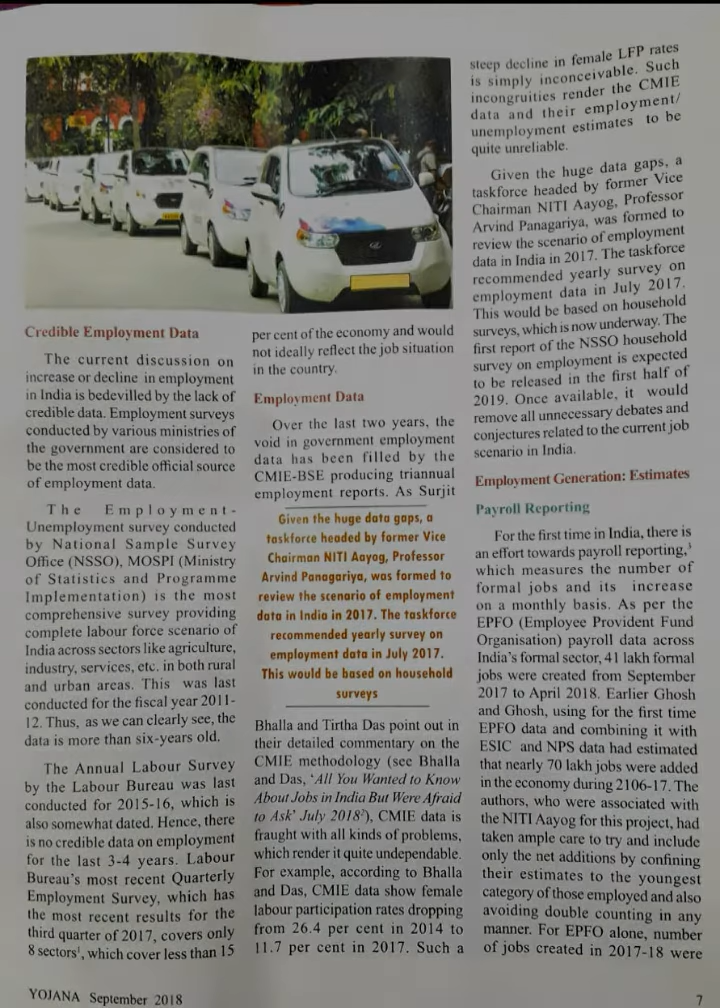 Credible Employment Data
The current discussion on
increase or decline in employment
in India is bedevilled by the lack of
credible data. Employment surveys
conducted by various ministries of
the government are considered to
be the most credible official source
of employment data.
The Employment-
Unemployment survey conducted
by National Sample Survey
Office (NSSO), MOSPI (Ministry
of Statistics and Programme
Implementation) is the most
comprehensive survey providing
complete labour force scenario of
India across sectors like agriculture,
industry, services, etc. in both rural
and urban areas. This was last
conducted for the fiscal year 2011-
12. Thus, as we can clearly see, the
data is more than six-years old.
The Annual Labour Survey
by the Labour Bureau was last
conducted for 2015-16, which is
also somewhat dated. Hence, there
is no credible data on employment
for the last 3-4 years. Labour
Bureau's most recent Quarterly
Employment Survey, which has
the most recent results for the
third quarter of 2017, covers only
8 sectors¹, which cover less than 15
per cent of the economy and would
not ideally reflect the job situation
in the country.
Employment Data
Over the last two years, the
void in government employment
data has been filled by the
CMIE-BSE producing triannual
employment reports. As Surjit
Given the huge data gaps, a
taskforce headed by former Vice
Chairman NITI Aayog, Professor
Arvind Panagariya, was formed to
review the scenario of employment
data in India in 2017. The taskforce
recommended yearly survey on
employment data in July 2017.
This would be based on household
surveys
Bhalla and Tirtha Das point out in
their detailed commentary on the
CMIE methodology (see Bhalla
and Das, 'All You Wanted to Know
About Jobs in India But Were Afraid
to Ask' July 2018²), CMIE data is
fraught with all kinds of problems,
which render it quite undependable.
For example, according to Bhalla
and Das, CMIE data show female
labour participation rates dropping
from 26.4 per cent in 2014 to
11.7 per cent in 2017. Such a
steep decline in female LFP rates
is simply inconceivable. Such
incongruities render the CMIE
data and their employment/
unemployment estimates to be
quite unreliable.
Given the huge data gaps, a
taskforce headed by former Vice
Chairman NITI Aayog, Professor
Arvind Panagariya, was formed to
review the scenario of employment
data in India in 2017. The taskforce
recommended yearly survey on
employment data in July 2017.
This would be based on household
surveys, which is now underway. The
first report of the NSSO household
survey on employment is expected
to be released in the first half of
2019. Once available, it would
remove all unnecessary debates and
conjectures related to the current job
scenario in India.
Employment Generation: Estimates
Payroll Reporting
For the first time in India, there is
an effort towards payroll reporting,³
which measures the number of
formal jobs and its increase
on a monthly basis. As per the
EPFO (Employee Provident Fund
Organisation) payroll data across
India's formal sector, 41 lakh formal
jobs were created from September
2017 to April 2018. Earlier Ghosh
and Ghosh, using for the first time
EPFO data and combining it with
ESIC and NPS data had estimated
that nearly 70 lakh jobs were added
in the economy during 2106-17. The
authors, who were associated with
the NITI Aayog for this project, had
taken ample care to try and include
only the net additions by confining
their estimates to the youngest
category of those employed and also
avoiding double counting in any
manner. For EPFO alone, number
of jobs created in 2017-18 were
YOJANA September 2018
7